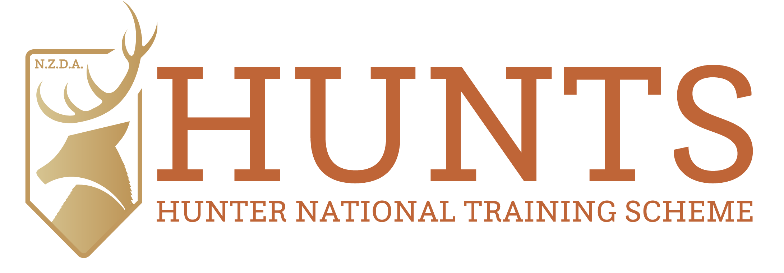 N.Z.D.A.
HUNTS
HUNTER NATIONAL TRAINING SCHEME